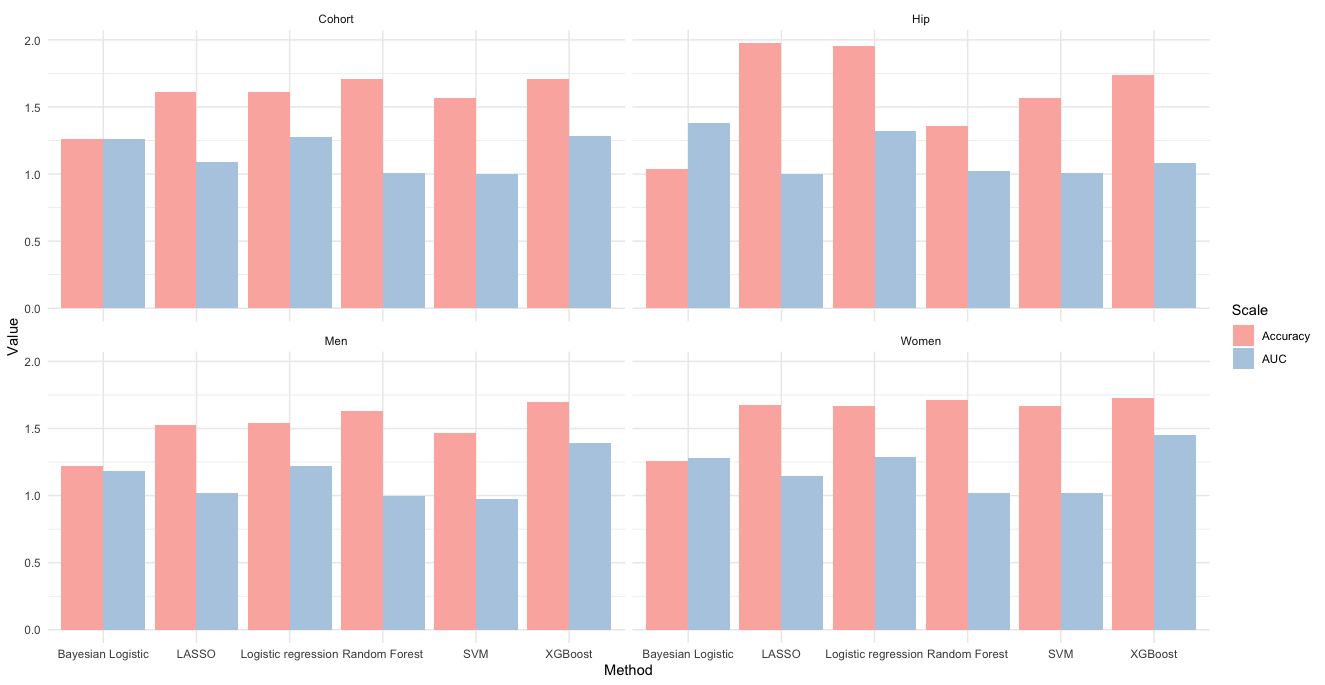 Cohort
Hip
2.0
1.5
1.0
0.5
0.0
Men
Women
2.0
1.5
1.0
0.5
0.0
Bayesian Logistic LASSO Logistic regression Random Forest SVM XGBoost
Bayesian Logistic LASSO Logistic regression Random Forest SVM XGBoost
Method
Value
Scale
Accuracy
AUC